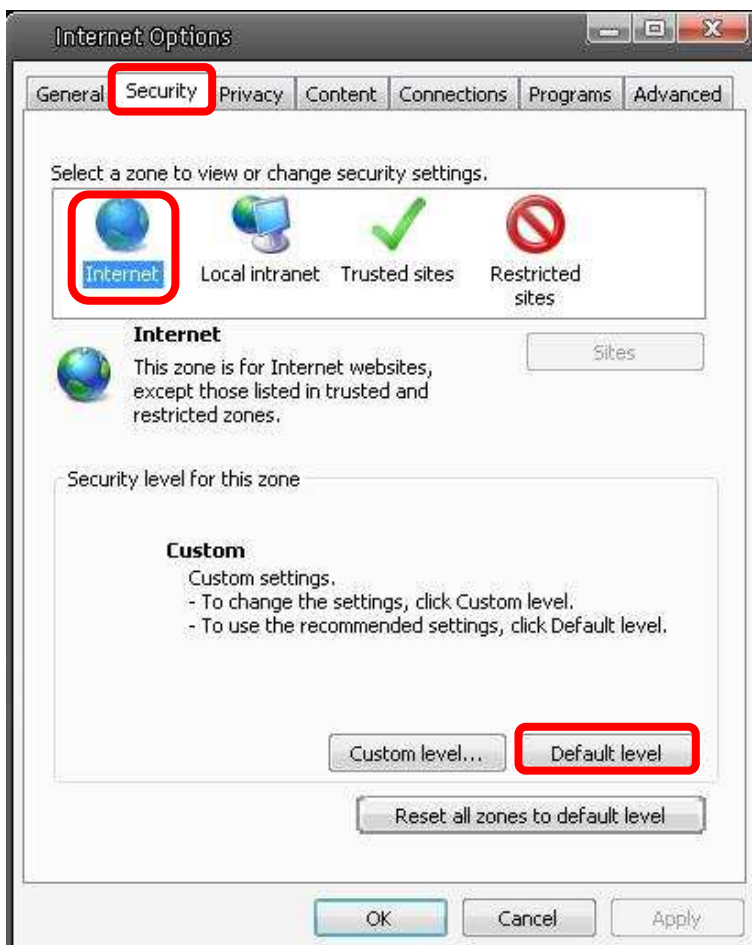 Internet Options
General Security Privacy Content Connections Programs Advanced
Select a zone to view or change security settings.
Internet Local intranet Trusted sites Restricted sites
Internet
Sites
This zone is for Internet websites,
except those listed in trusted and
restricted zones.
Security level for this zone
Custom
Custom settings.
- To change the settings, click Custom level.
- To use the recommended settings, click Default level.
Custom level... Default level
Reset all zones to default level
OK Cancel Apply